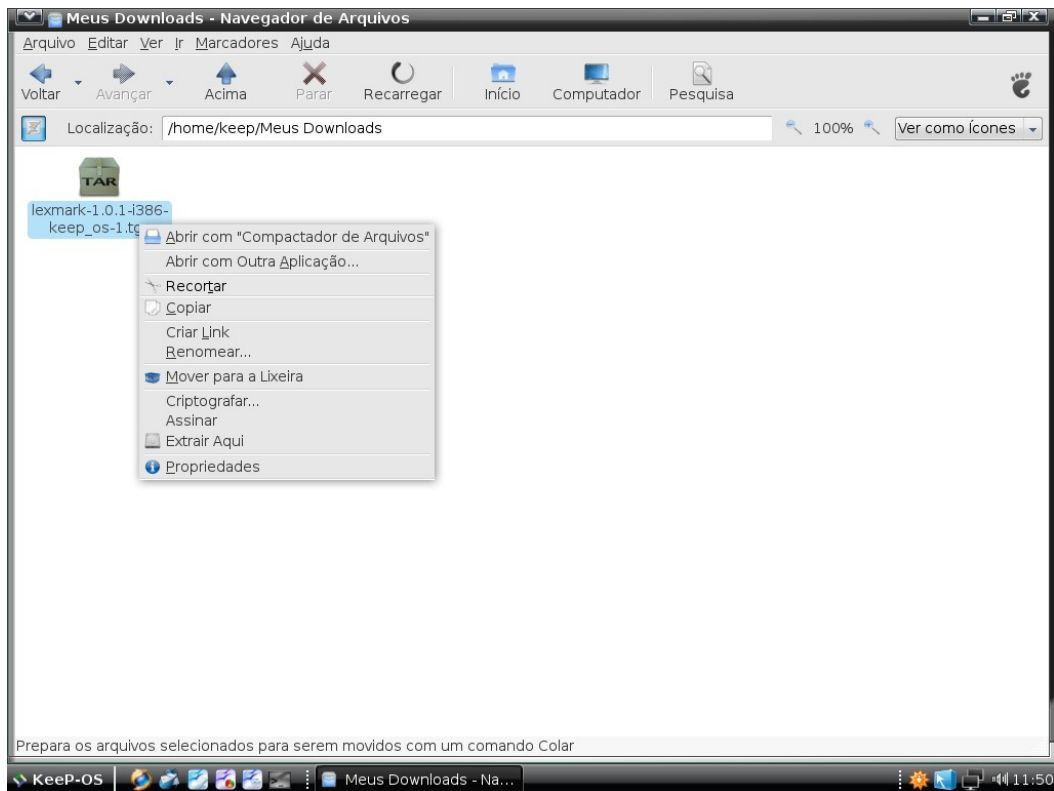 Meus Downloads - Navegador de Arquivos
Arquivo Editar Ver Ir Marcadores Ajuda
Voltar Avançar Acima Parar Recarregar Início Computador Pesquisa
Localização: /home/keep/Meus Downloads 100% Ver como Ícones
TAR
lexmark-1.0.1-i386-
keep_os-1.tg
Abrir com "Compactador de Arquivos"
Abrir com Outra Aplicação...
Recortar
Copiar
Criar Link
Renomear...
Mover para a Lixeira
Criptografar...
Assinar
Extrair Aqui
Propriedades
Prepara os arquivos selecionados para serem movidos com um comando Colar
KeeP-OS Meus Downloads - Na... 11:50